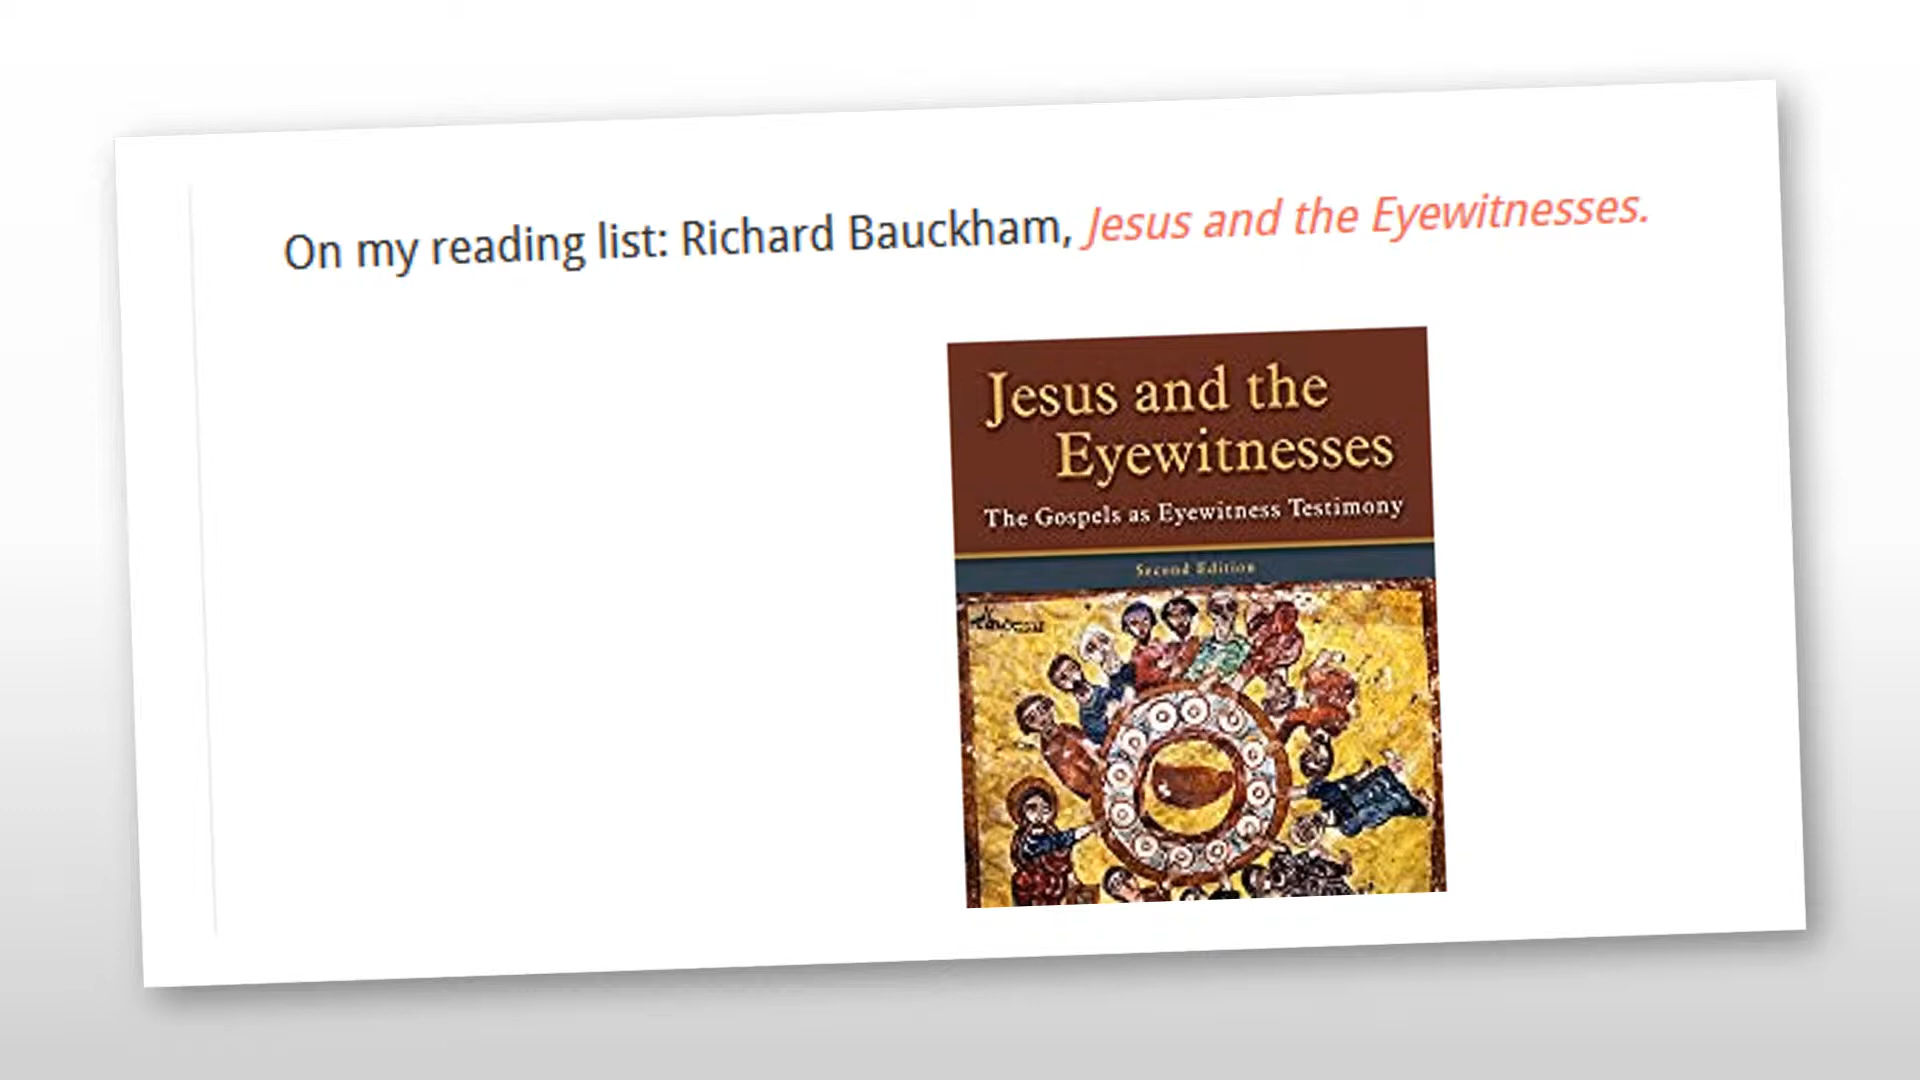 On my reading list: Richard Bauckham, Jesus and the Eyewitnesses.
Jesus and the
Eyewitnesses
The Gospels as Eyewitness Testimony
Second Edition